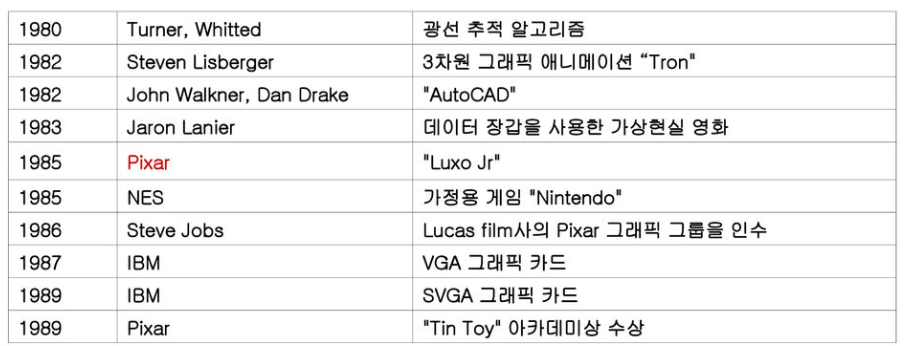 1980 Turner, Whitted 광선 추적 알고리즘
1982 Steven Lisberger 3차원 그래픽 애니메이션 “Tron"
1982 John Walkner, Dan Drake "AutoCAD"
1983 Jaron Lanier 데이터 장갑을 사용한 가상현실 영화
1985 Pixar "Luxo Jr"
1985 NES 가정용 게임 "Nintendo"
1986 Steve Jobs Lucas film사의 Pixar 그래픽 그룹을 인수
1987 IBM VGA 그래픽 카드
1989 IBM SVGA 그래픽 카드
1989 Pixar "Tin Toy" 아카데미상 수상